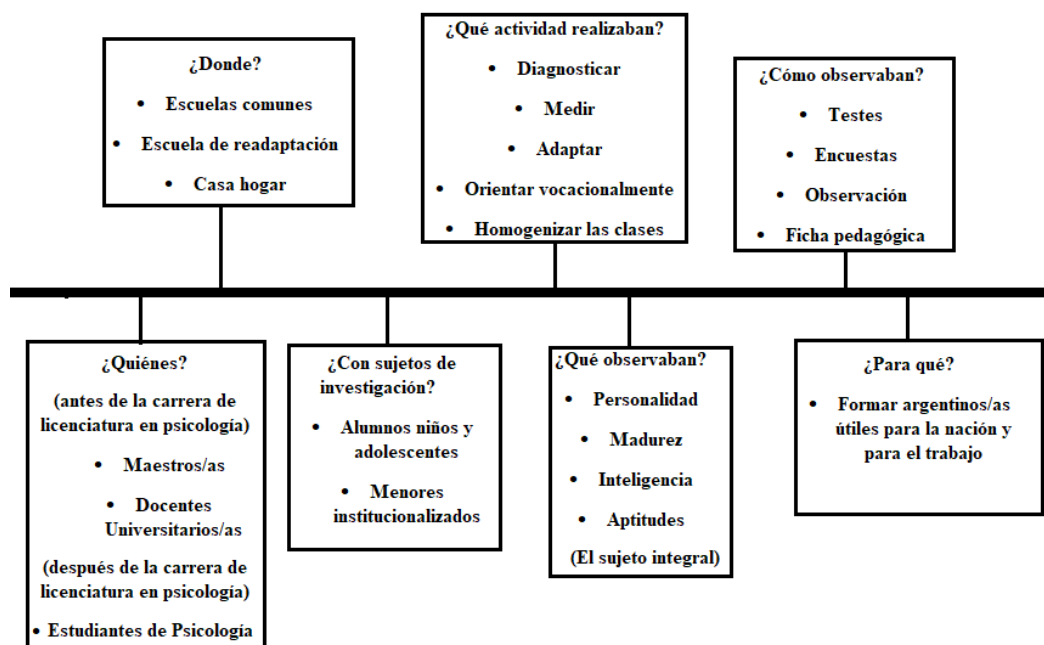 ¿Donde?
• Escuelas comunes
• Escuela de readaptación
• Casa hogar
¿Qué actividad realizaban?
• Diagnosticar
• Medir
• Adaptar
• Orientar vocacionalmente
• Homogenizar las clases
¿Cómo observaban?
• Testes
• Encuestas
• Observación
• Ficha pedagógica
¿Quiénes?
(antes de la carrera de
licenciatura en psicología)
• Maestros/as
• Docentes
Universitarios/as
(después de la carrera de
licenciatura en psicología)
• Estudiantes de Psicología
¿Con sujetos de
investigación?
• Alumnos niños y
adolescentes
• Menores
institucionalizados
¿Qué observaban?
• Personalidad
• Madurez
• Inteligencia
• Aptitudes
(El sujeto integral)
¿Para qué?
• Formar argentinos/as
útiles para la nación y
para el trabajo